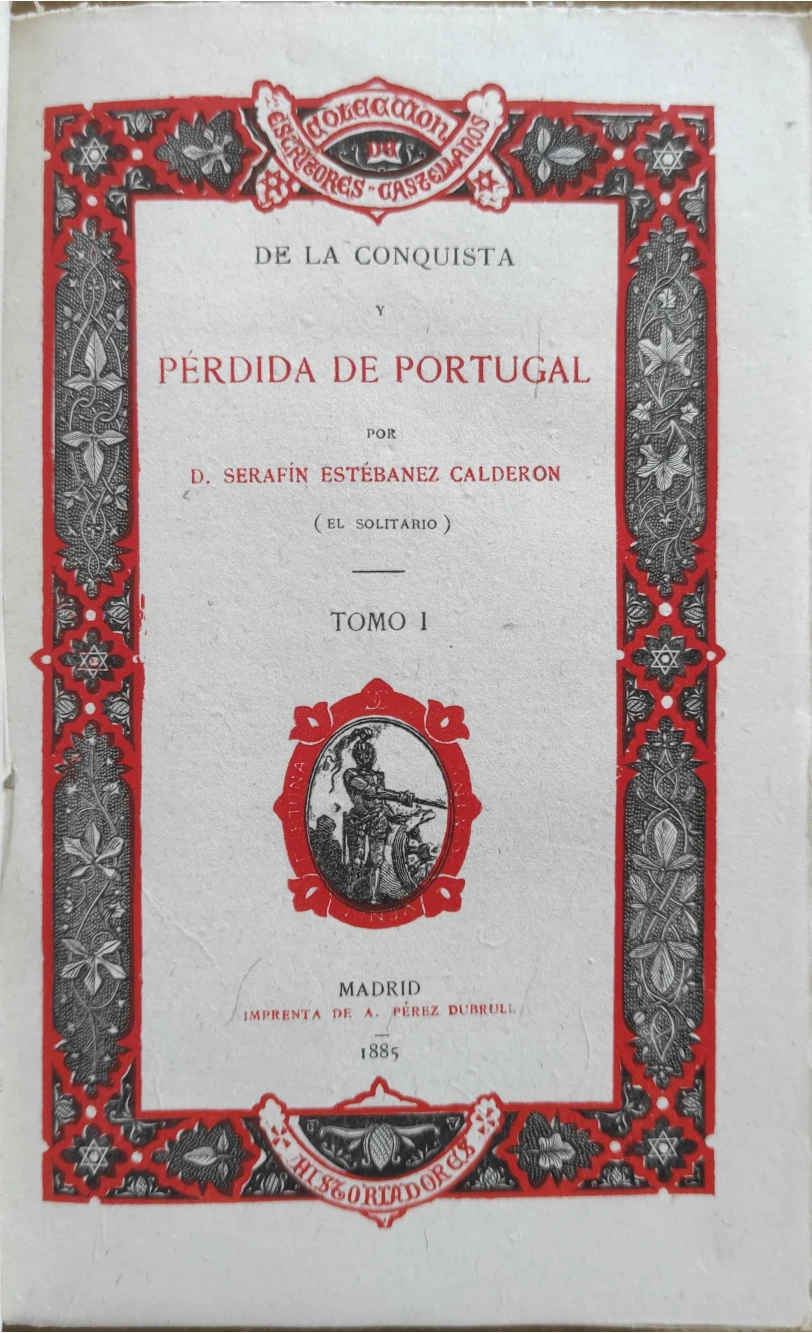 COLECCION
DE
ESCRITORES-CASTELLANOS
DE LA CONQUISTA
Y
PÉRDIDA DE PORTUGAL
POR
D. SERAFÍN ESTÉBANEZ CALDERON
(EL SOLITARIO)
TOMO I
MADRID
IMPRENTA DE A. PÉREZ DUBRULL
1885
HISTORIADORES